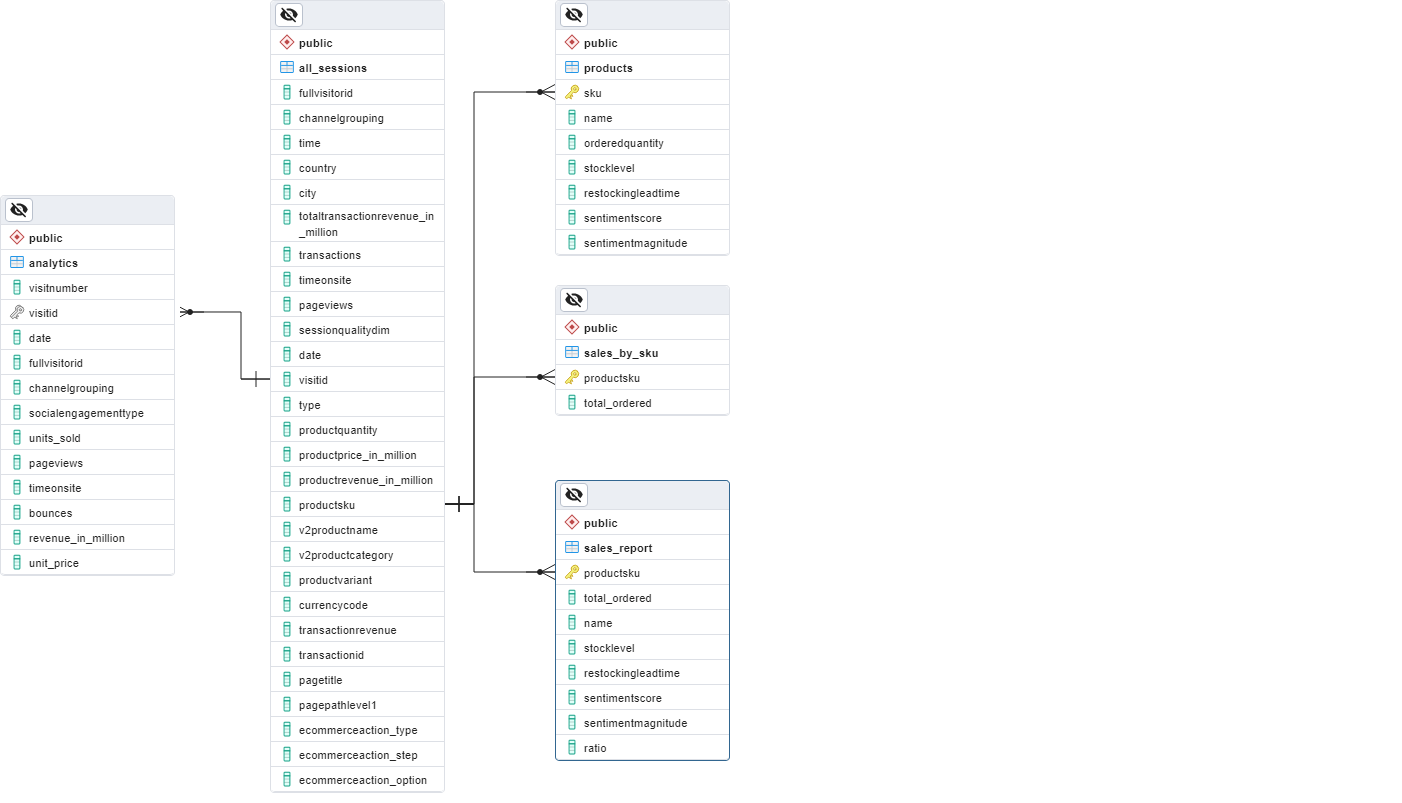 public
analytics
visitnumber
visitid
date
fullvisitorid
channelgrouping
socialengagementtype
units_sold
pageviews
timeonsite
bounces
revenue_in_million
unit_price
public
all_sessions
fullvisitorid
channelgrouping
time
country
city
totaltransactionrevenue_in
_million
transactions
timeonsite
pageviews
sessionqualitydim
date
visitid
type
productquantity
productprice_in_million
productrevenue_in_million
productsku
v2productname
v2productcategory
productvariant
currencycode
transactionrevenue
transactionid
pagetitle
pagepathlevel1
ecommerceaction_type
ecommerceaction_step
ecommerceaction_option
public
products
sku
name
orderedquantity
stocklevel
restockingleadtime
sentimentscore
sentimentmagnitude
public
sales_by_sku
productsku
total_ordered
public
sales_report
productsku
total_ordered
name
stocklevel
restockingleadtime
sentimentscore
sentimentmagnitude
ratio